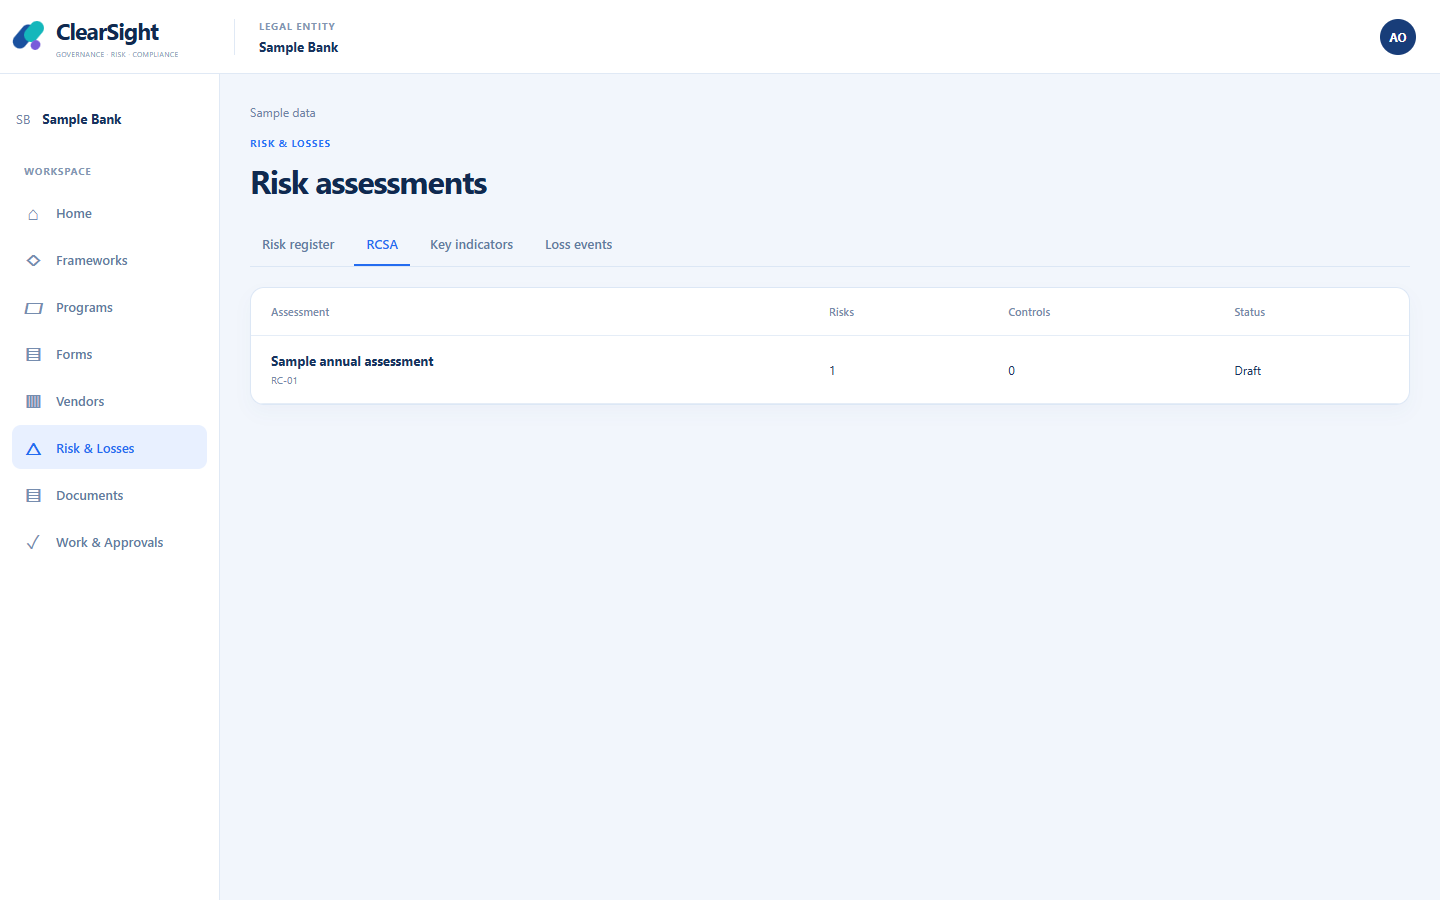 ClearSight
GOVERNANCE · RISK · COMPLIANCE
LEGAL ENTITY
Sample Bank
AO
SB Sample Bank
WORKSPACE
Home
Frameworks
Programs
Forms
Vendors
Risk & Losses
Documents
Work & Approvals
Sample data
RISK & LOSSES
Risk assessments
Risk register RCSA Key indicators Loss events
Assessment Risks Controls Status
Sample annual assessment
RC-01
1 0 Draft